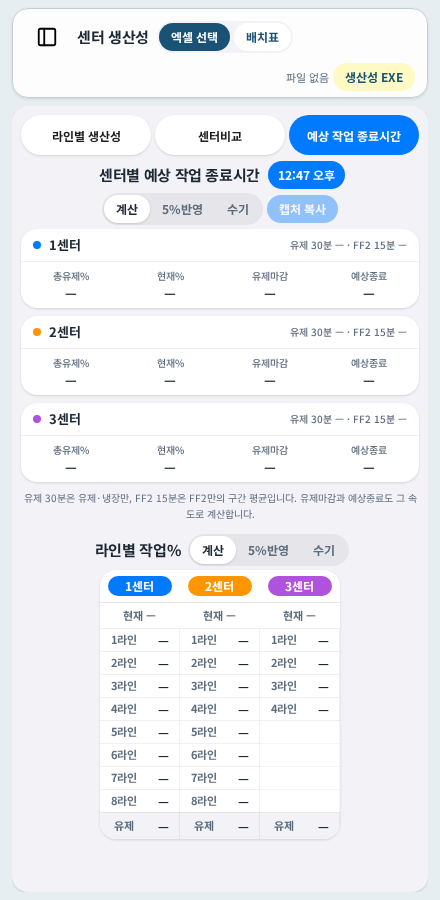 센터 생산성 엑셀 선택 배치표
파일 없음 생산성 EXE
라인별 생산성 센터비교 예상 작업 종료시간
센터별 예상 작업 종료시간 12:47 오후
계산 5%반영 수기 캡처 복사
1센터 유제 30분 — · FF2 15분 —
총유제% 현재% 유제마감 예상종료
— — — —
2센터 유제 30분 — · FF2 15분 —
총유제% 현재% 유제마감 예상종료
— — — —
3센터 유제 30분 — · FF2 15분 —
총유제% 현재% 유제마감 예상종료
— — — —
유제 30분은 유제·냉장만, FF2 15분은 FF2만의 구간 평균입니다. 유제마감과 예상종료도 그 속
도로 계산합니다.
라인별 작업% 계산 5%반영 수기
1센터 2센터 3센터
현재 — 현재 — 현재 —
1라인 — 1라인 — 1라인 —
2라인 — 2라인 — 2라인 —
3라인 — 3라인 — 3라인 —
4라인 — 4라인 — 4라인 —
5라인 — 5라인 —
6라인 — 6라인 —
7라인 — 7라인 —
8라인 — 8라인 —
유제 — 유제 — 유제 —